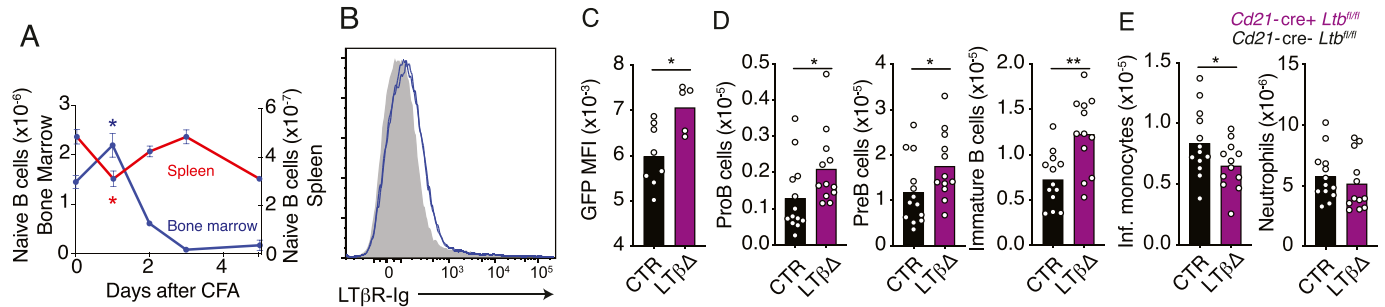 A
Naive B cells (x10-6)
Bone Marrow
3
2
1
0
0
2
4
Days after CFA
*
*
Spleen
Bone marrow
6
5
4
3
2
1
0
Naive B cells (x10-7)
Spleen
B
0
10³
10⁴
10⁵
LTβR-Ig
C
GFP MFI (x10-3)
8
7
6
4
*
CTR
LTβΔ
D
ProB cells (x10-5)
0.5
0.4
0.3
0.2
0.1
0.0
*
CTR
LTβΔ
PreB cells (x10-5)
4
3
2
1
0
*
CTR
LTβΔ
Immature B cells (x10-5)
2.0
1.5
1.0
0.5
0.0
**
CTR
LTβΔ
E
Cd21-cre+ Ltbfl/fl
Cd21-cre- Ltbfl/fl
Inf. monocytes (x10-5)
1.5
1.0
0.5
0.0
*
CTR
LTβΔ
Neutrophils (x10-6)
15
10
5
0
CTR
LTβΔ